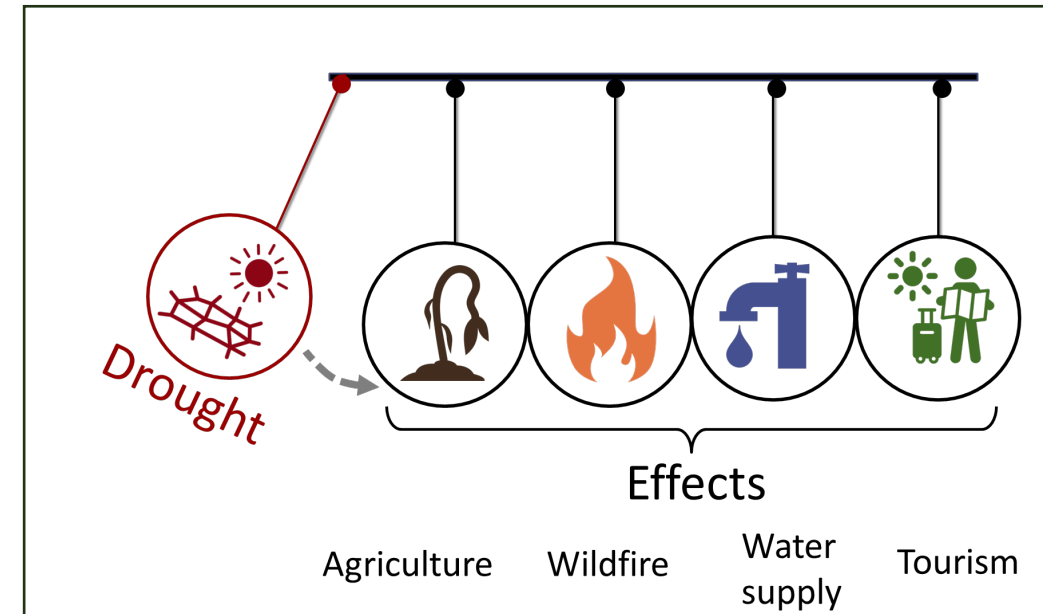 Drought
Effects
Agriculture
Wildfire
Water
supply
Tourism